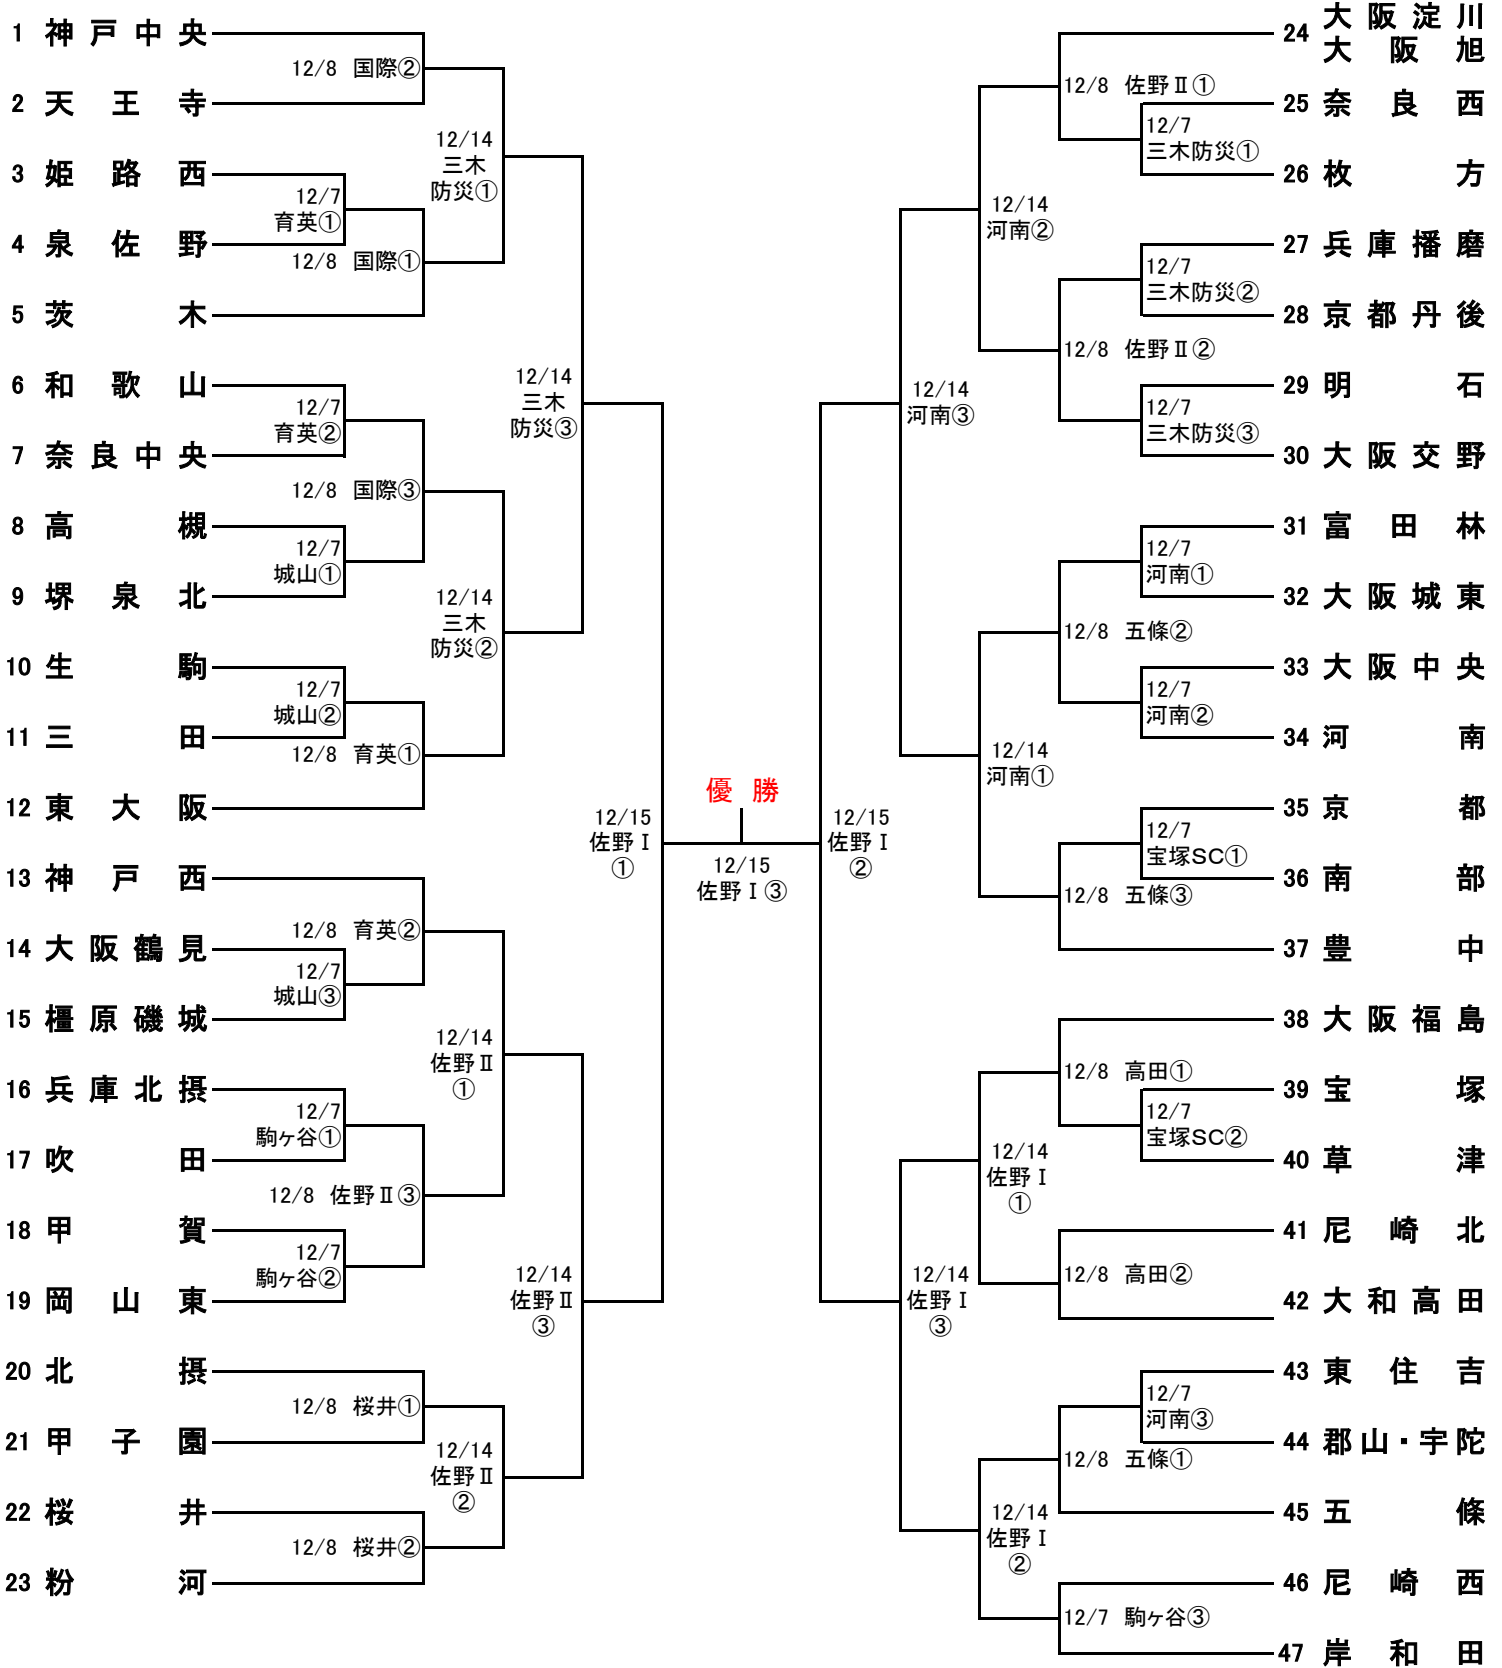 1 神戸中央
12/8 国際②
2 天王寺
12/14
三木
防災①
3 姫路西
12/7
育英①
4 泉佐野
12/8 国際①
5 茨木
12/14
三木
防災③
6 和歌山
12/7
育英②
7 奈良中央
12/8 国際③
8 高槻
12/7
城山①
9 堺泉北
12/14
三木
防災②
10 生駒
12/7
城山②
11 三田
12/8 育英①
12 東大阪
12/15
佐野Ⅰ
①
13 神戸西
12/8 育英②
14 大阪鶴見
12/7
城山③
15 橿原磯城
12/14
佐野Ⅱ
①
16 兵庫北摂
12/7
駒ヶ谷①
17 吹田
12/8 佐野Ⅱ③
18 甲賀
12/7
駒ヶ谷②
19 岡山東
12/14
佐野Ⅱ
③
20 北摂
12/8 桜井①
21 甲子園
12/14
佐野Ⅱ
②
22 桜井
12/8 桜井②
23 粉河
優勝
12/15
佐野Ⅰ③
24 大阪淀川
大阪旭
12/8 佐野Ⅱ①
25 奈良西
12/7
三木防災①
26 枚方
12/14
河南②
27 兵庫播磨
12/7
三木防災②
28 京都丹後
12/8 佐野Ⅱ②
29 明石
12/14
河南③
12/7
三木防災③
30 大阪交野
31 富田林
12/7
河南①
32 大阪城東
12/8 五條②
33 大阪中央
12/7
河南②
34 河南
12/14
河南①
35 京都
12/15
佐野Ⅰ
②
12/7
宝塚SC①
36 南部
12/8 五條③
37 豊中
38 大阪福島
12/8 高田①
39 宝塚
12/7
宝塚SC②
40 草津
12/14
佐野Ⅰ
①
41 尼崎北
12/8 高田②
42 大和高田
12/14
佐野Ⅰ
③
43 東住吉
12/7
河南③
44 郡山・宇陀
12/8 五條①
45 五條
12/14
佐野Ⅰ
②
46 尼崎西
12/7 駒ヶ谷③
47 岸和田